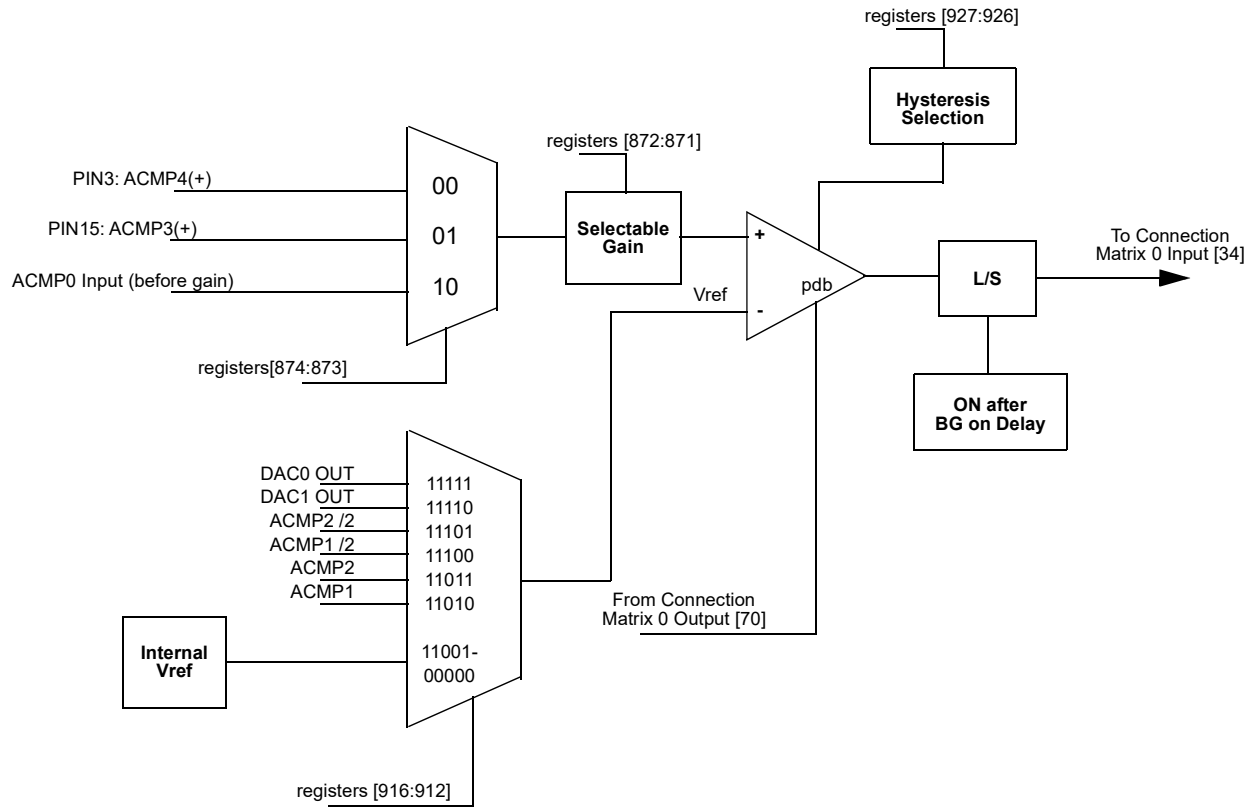 registers [927:926]
Hysteresis
Selection
registers [872:871]
PIN3: ACMP4(+)
00
PIN15: ACMP3(+)
01
Selectable
Gain
+
To Connection
Matrix 0 Input [34]
ACMP0 Input (before gain)
10
Vref
pdb
-
L/S
registers[874:873]
ON after
BG on Delay
DAC0 OUT
11111
DAC1 OUT
11110
ACMP2 /2
11101
ACMP1 /2
11100
ACMP2
11011
ACMP1
11010
From Connection
Matrix 0 Output [70]
Internal
Vref
11001-
00000
registers [916:912]